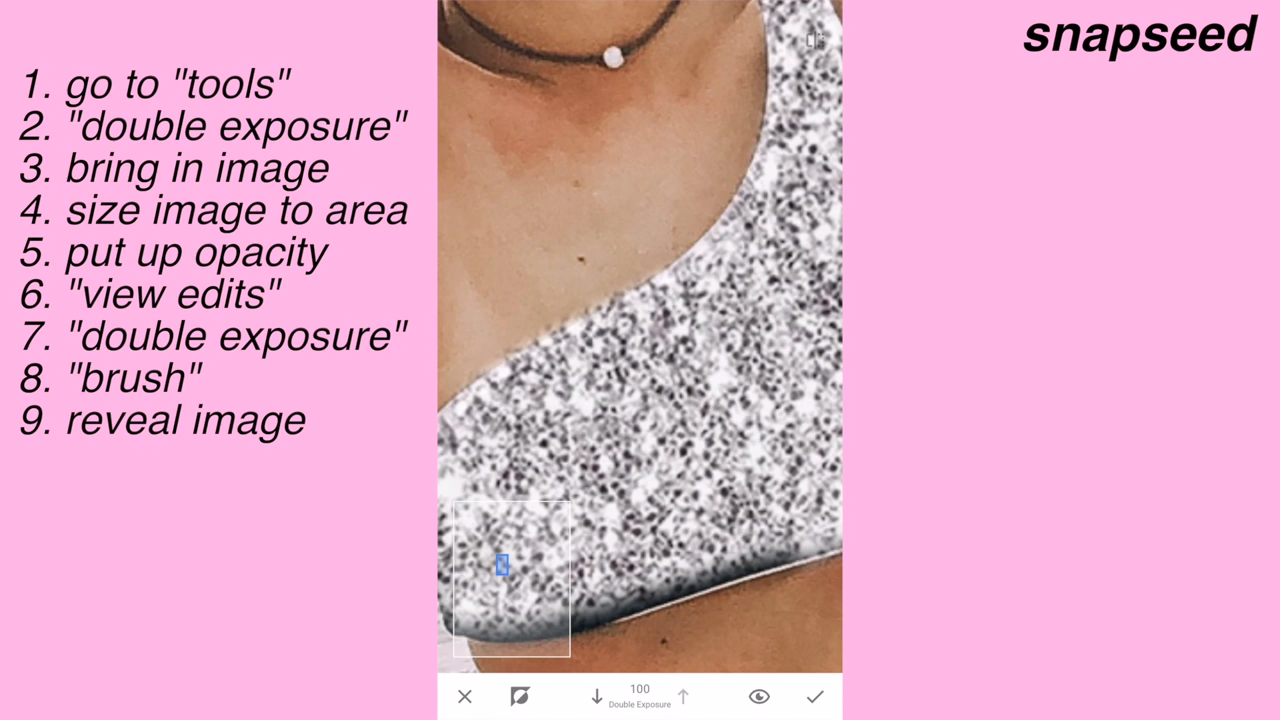 snapseed
1. go to "tools"
2. "double exposure"
3. bring in image
4. size image to area
5. put up opacity
6. "view edits"
7. "double exposure"
8. "brush"
9. reveal image
100
Double Exposure